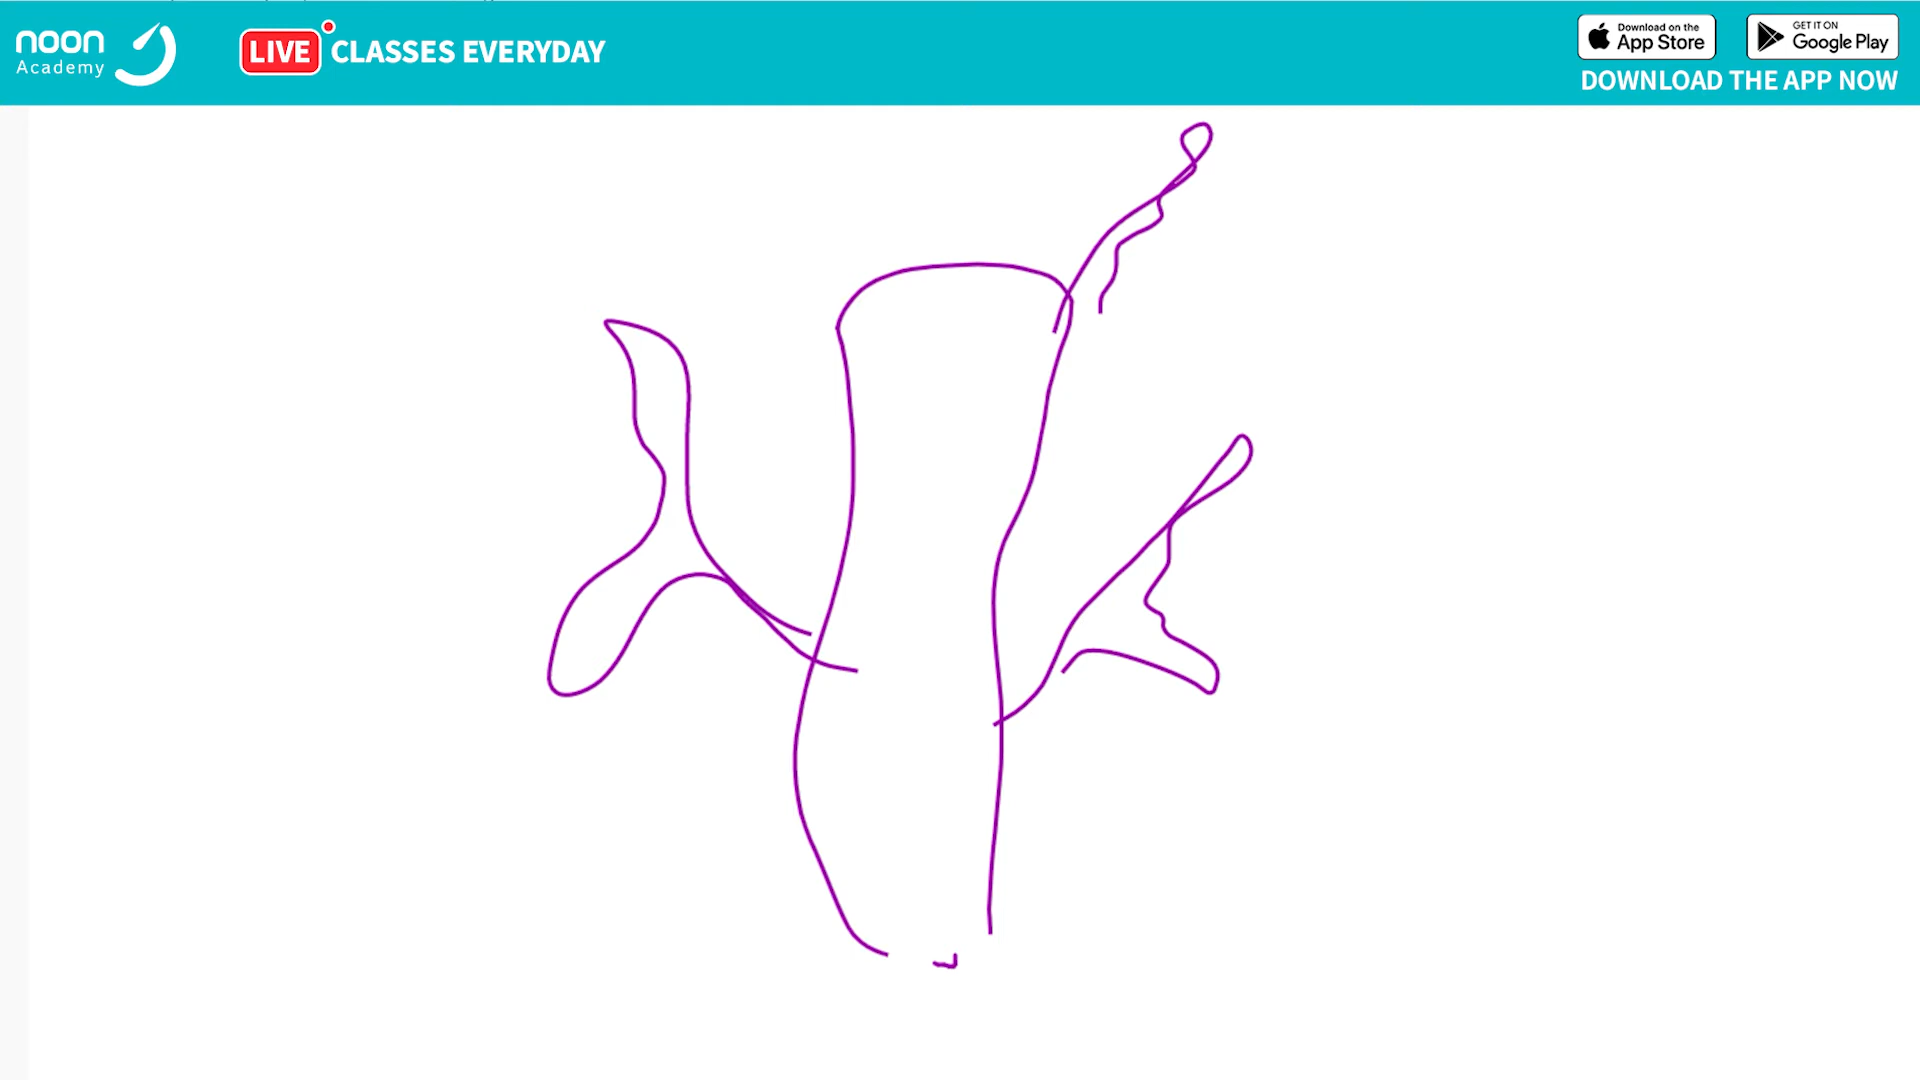 noon
Academy
LIVE CLASSES EVERYDAY
Download on the
App Store
GET IT ON
Google Play
DOWNLOAD THE APP NOW